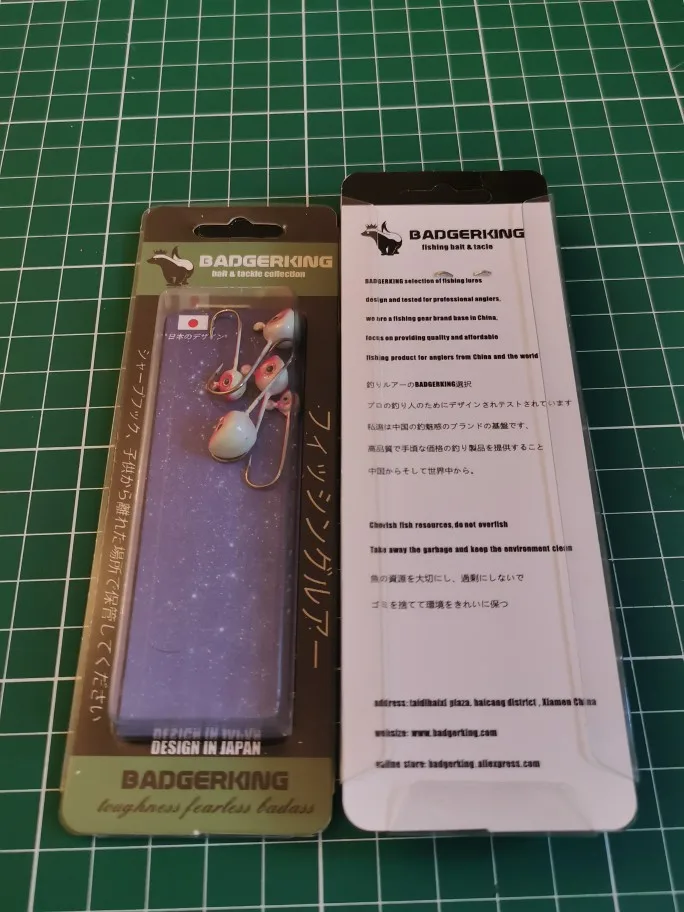 BADGERKING
bait & tackle collection
"日本のデザイン"
シャープフック、子供から離れた場所で保管してください
フィッシングルアー
DESIGN IN JAPAN
BADGERKING
toughness fearless badass
BADGERKING
fishing bait & tacle
BADGERKING selection of fishing lures
design and tested for professional anglers,
we are a fishing gear brand base in China,
focus on providing quality and affordable
fishing product for anglers from China and the world
釣りルアーのBADGERKING選択
プロの釣り人のためにデザインされテストされています
は中国の釣魅感のブランドの基盤です、
高品質で手頃な価格の釣り製品を提供すること
中国からそして世界中から。
Cherish fish resources, do not overfish
Take away the garbage and keep the environment clean
魚の資源を大切にし、過剰にしないで
ゴミを捨てて環境をきれいに保つ
address: taidihaixi plaza, haicang district , Xiamen China
websize: www.badgerking.com
online store: badgerking. aliexpress.com